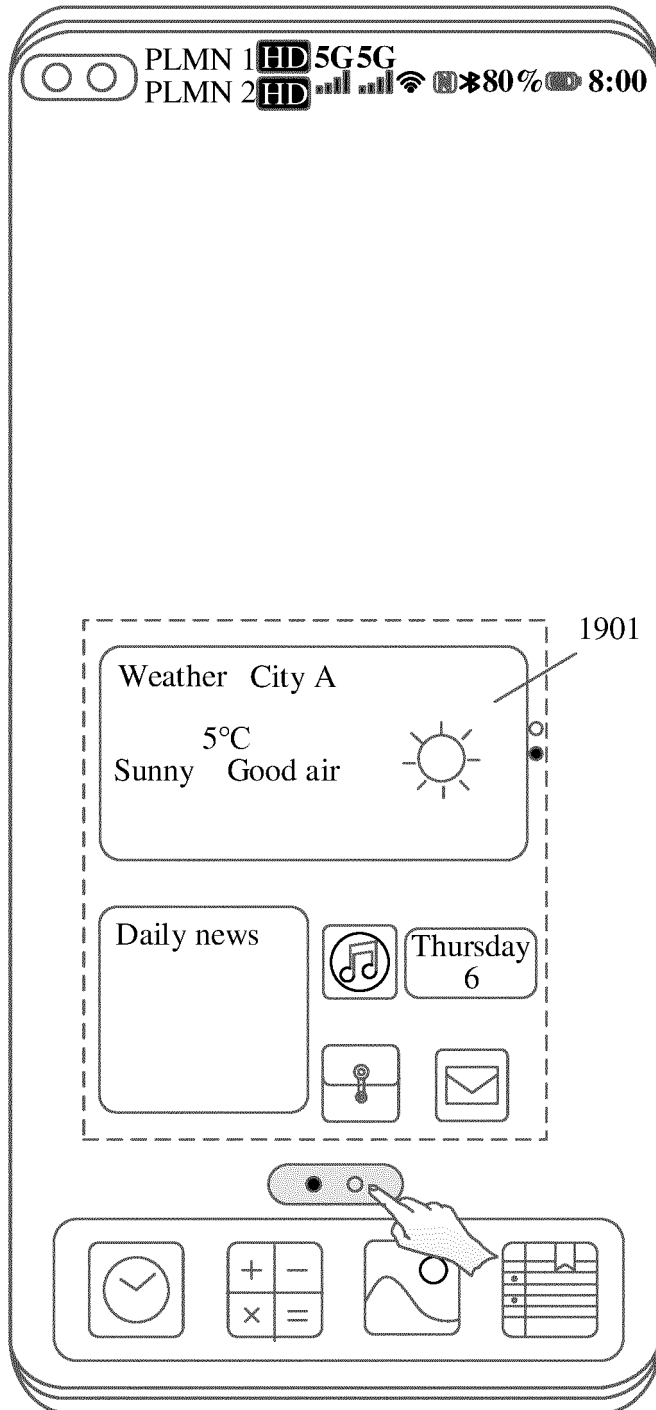 PLMN 1 HD 5G 5G
PLMN 2 HD N 80% 8:00
1901
Weather City A
5°C
Sunny Good air
Daily news
Thursday
6